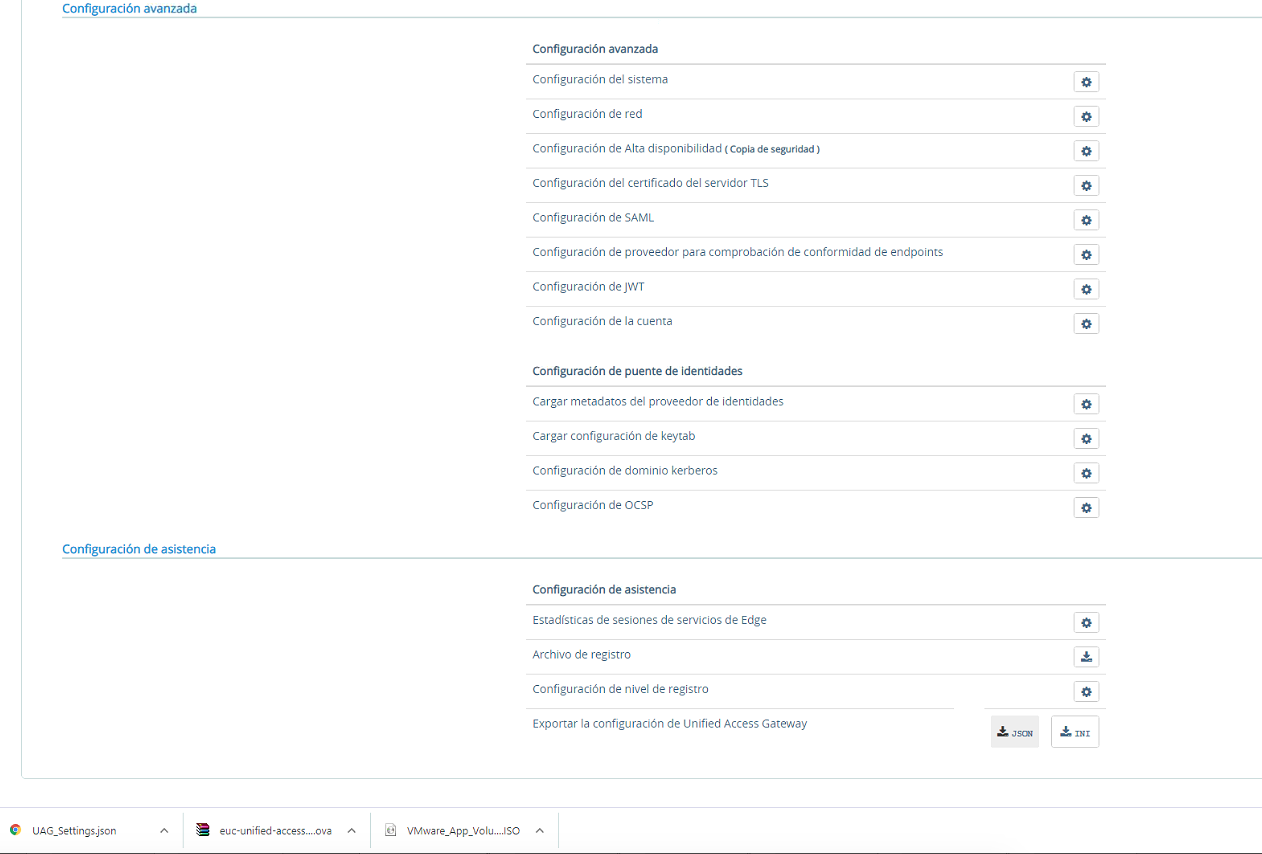 Configuración avanzada
Configuración avanzada
Configuración del sistema
Configuración de red
Configuración de Alta disponibilidad ( Copia de seguridad )
Configuración del certificado del servidor TLS
Configuración de SAML
Configuración de proveedor para comprobación de conformidad de endpoints
Configuración de JWT
Configuración de la cuenta
Configuración de puente de identidades
Cargar metadatos del proveedor de identidades
Cargar configuración de keytab
Configuración de dominio kerberos
Configuración de OCSP
Configuración de asistencia
Configuración de asistencia
Estadísticas de sesiones de servicios de Edge
Archivo de registro
Configuración de nivel de registro
Exportar la configuración de Unified Access Gateway JSON INI
UAG_Settings.json euc-unified-access....ova VMware_App_Volu....ISO